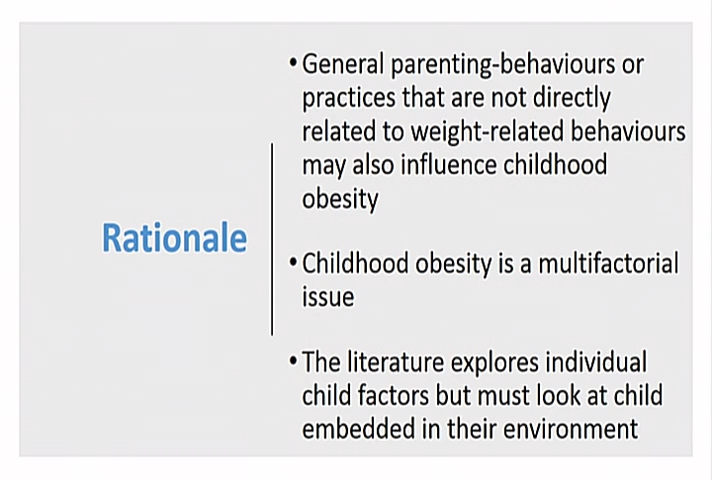 Rationale
• General parenting-behaviours or
practices that are not directly
related to weight-related behaviours
may also influence childhood
obesity
• Childhood obesity is a multifactorial
issue
• The literature explores individual
child factors but must look at child
embedded in their environment